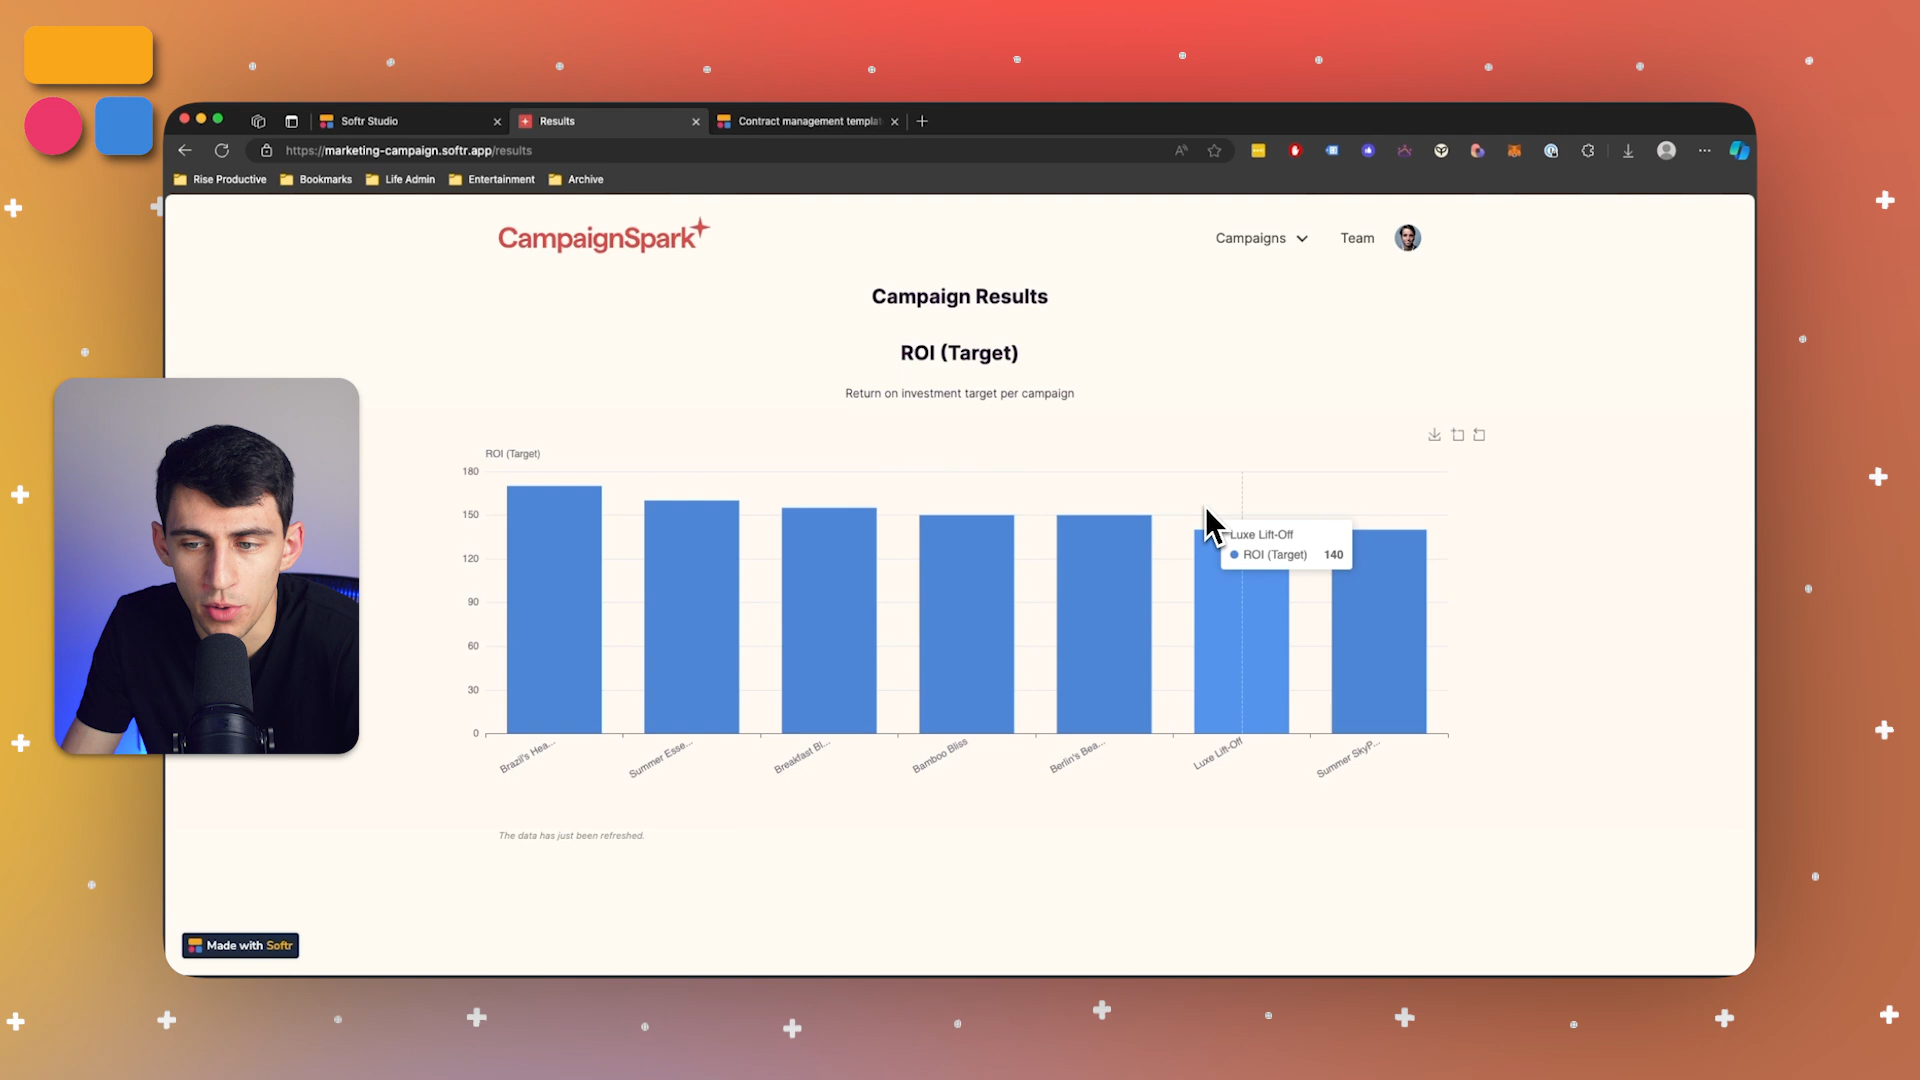 Softr Studio
Results
Contract management templat
https://marketing-campaign.softr.app/results
Rise Productive
Bookmarks
Life Admin
Entertainment
Archive
CampaignSpark
Campaigns
Team
Campaign Results
ROI (Target)
Return on investment target per campaign
ROI (Target)
180
150
120
90
60
30
0
Luxe Lift-Off
ROI (Target) 140
Brazil's Hea...
Summer Esse...
Breakfast Bl...
Bamboo Bliss
Berlin's Bea...
Luxe Lift-Off
Summer SkyP...
The data has just been refreshed.
Made with Softr